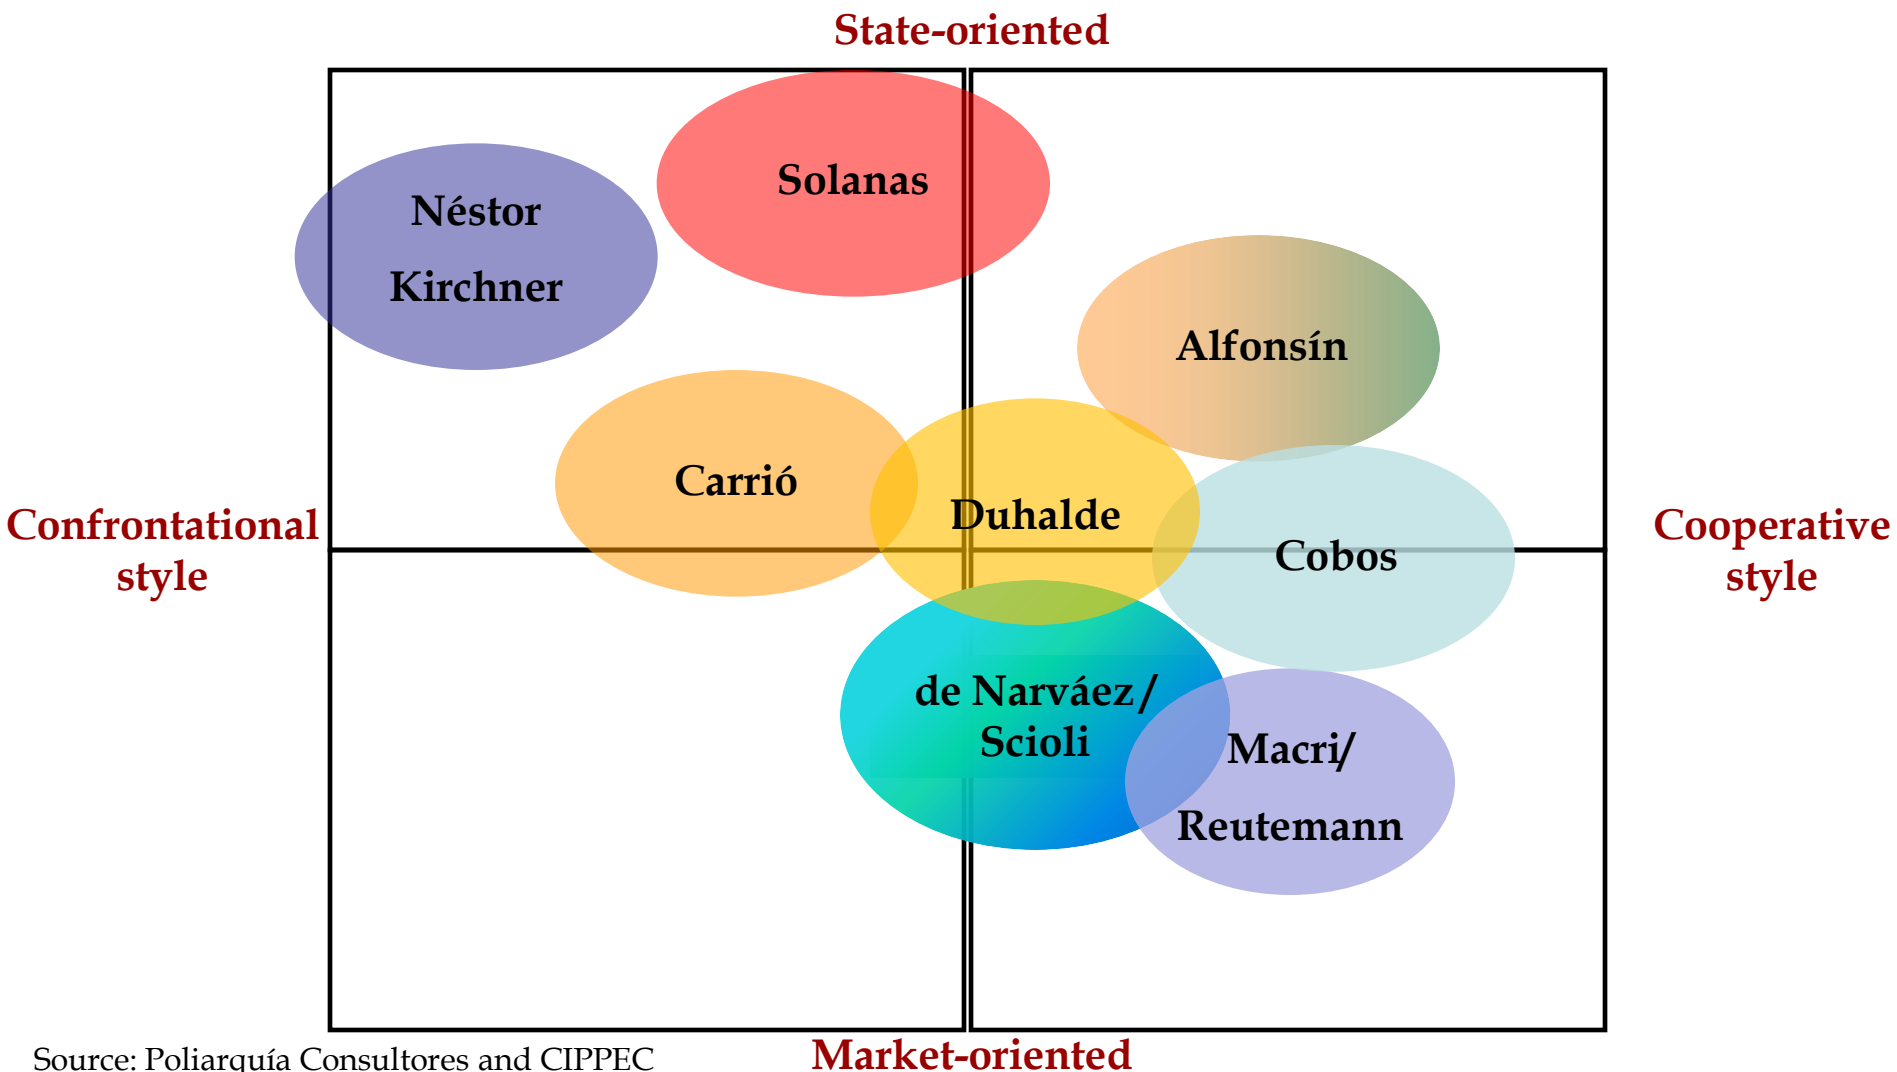 State-oriented
Solanas
Néstor
Kirchner
Alfonsín
Carrió
Duhalde
Confrontational
style
Cobos
Cooperative
style
de Narváez/
Scioli
Macri/
Reutemann
Source: Poliarquía Consultores and CIPPEC
Market-oriented